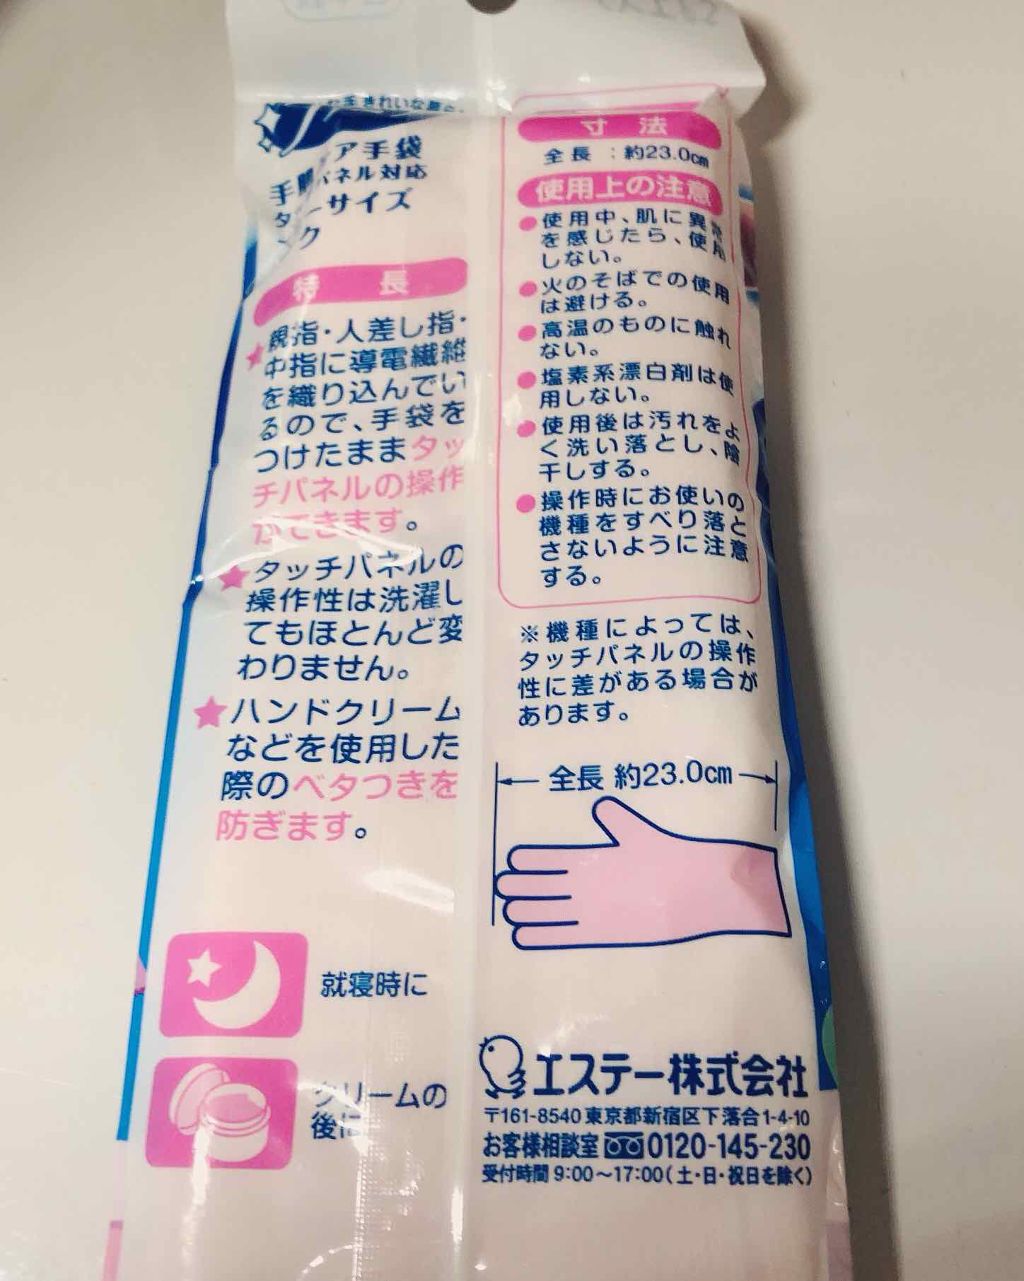 ア手袋
パネル対応
ーサイズ
特長
★親指・人差し指・
中指に導電繊維
を織り込んでい
るので、手袋を
つけたままタッ
チパネルの操作
ができます。
★タッチパネルの
操作性は洗濯し
てもほとんど変
わりません。
★ハンドクリーム
などを使用した
際のベタつきを
防ぎます。
就寝時に
クリームの
後に
寸法
全長：約23.0cm
使用上の注意
●使用中、肌に異常
を感じたら、使用
しない。
●火のそばでの使用
は避ける。
●高温のものに触れ
ない。
●塩素系漂白剤は使
用しない。
●使用後は汚れをよ
く洗い落とし、陰
干しする。
●操作時にお使いの
機種をすべり落と
さないように注意
する。
※機種によっては、
タッチパネルの操作
性に差がある場合が
あります。
全長 約23.0cm
エステー株式会社
〒161-8540 東京都新宿区下落合1-4-10
お客様相談室 0120-145-230
受付時間 9:00～17:00(土・日・祝日を除く)